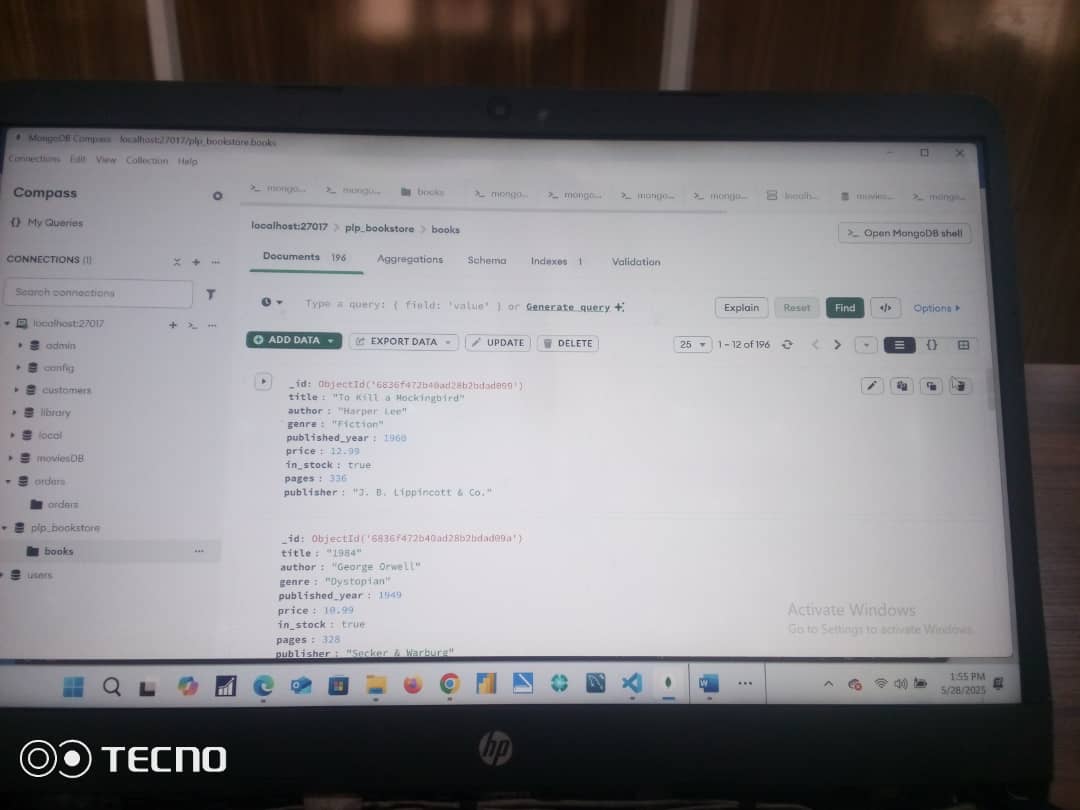 MongoDB Compass localhost:27017/plp_bookstore.books
Connections Edit View Collection Help
Compass
>_ mongo... >_ mongo... books >_ mongo... >_ mongo... >_ mongo... >_ mongo... localh... movies... >_ mongo...
{} My Queries
CONNECTIONS (1)
Search connections
localhost:27017
admin
config
customers
library
local
moviesDB
orders
orders
plp_bookstore
books
users
localhost:27017 > plp_bookstore > books
>_ Open MongoDB shell
Documents 196 Aggregations Schema Indexes 1 Validation
Type a query: { field: 'value' } or Generate query
Explain Reset Find </> Options
ADD DATA EXPORT DATA UPDATE DELETE
25 1 – 12 of 196 {}
_id: ObjectId('6836f472b40ad28b2bdad099')
title : "To Kill a Mockingbird"
author : "Harper Lee"
genre : "Fiction"
published_year : 1960
price : 12.99
in_stock : true
pages : 336
publisher : "J. B. Lippincott & Co."
_id: ObjectId('6836f472b40ad28b2bdad09a')
title : "1984"
author : "George Orwell"
genre : "Dystopian"
published_year : 1949
price : 10.99
in_stock : true
pages : 328
publisher : "Secker & Warburg"
Activate Windows
Go to Settings to activate Windows.
1:55 PM
5/28/2025
hp
TECNO